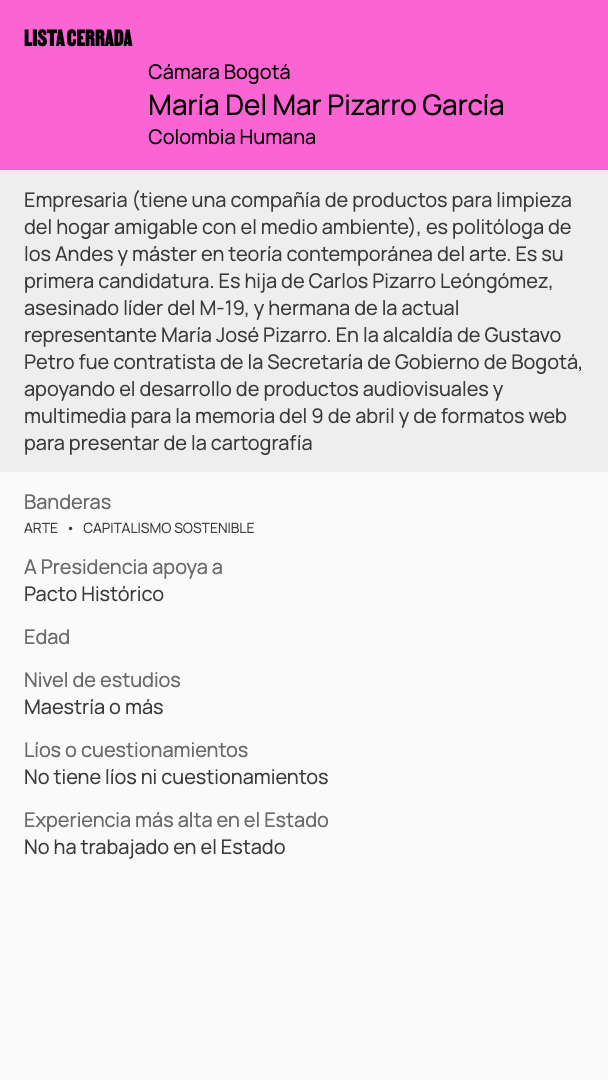 LISTA CERRADA
Cámara Bogotá
María Del Mar Pizarro García
Colombia Humana
Empresaria (tiene una compañía de productos para limpieza
del hogar amigable con el medio ambiente), es politóloga de
los Andes y máster en teoría contemporánea del arte. Es su
primera candidatura. Es hija de Carlos Pizarro Leóngómez,
asesinado líder del M-19, y hermana de la actual
representante María José Pizarro. En la alcaldía de Gustavo
Petro fue contratista de la Secretaría de Gobierno de Bogotá,
apoyando el desarrollo de productos audiovisuales y
multimedia para la memoria del 9 de abril y de formatos web
para presentar de la cartografía
Banderas
ARTE • CAPITALISMO SOSTENIBLE
A Presidencia apoya a
Pacto Histórico
Edad
Nivel de estudios
Maestría o más
Líos o cuestionamientos
No tiene líos ni cuestionamientos
Experiencia más alta en el Estado
No ha trabajado en el Estado